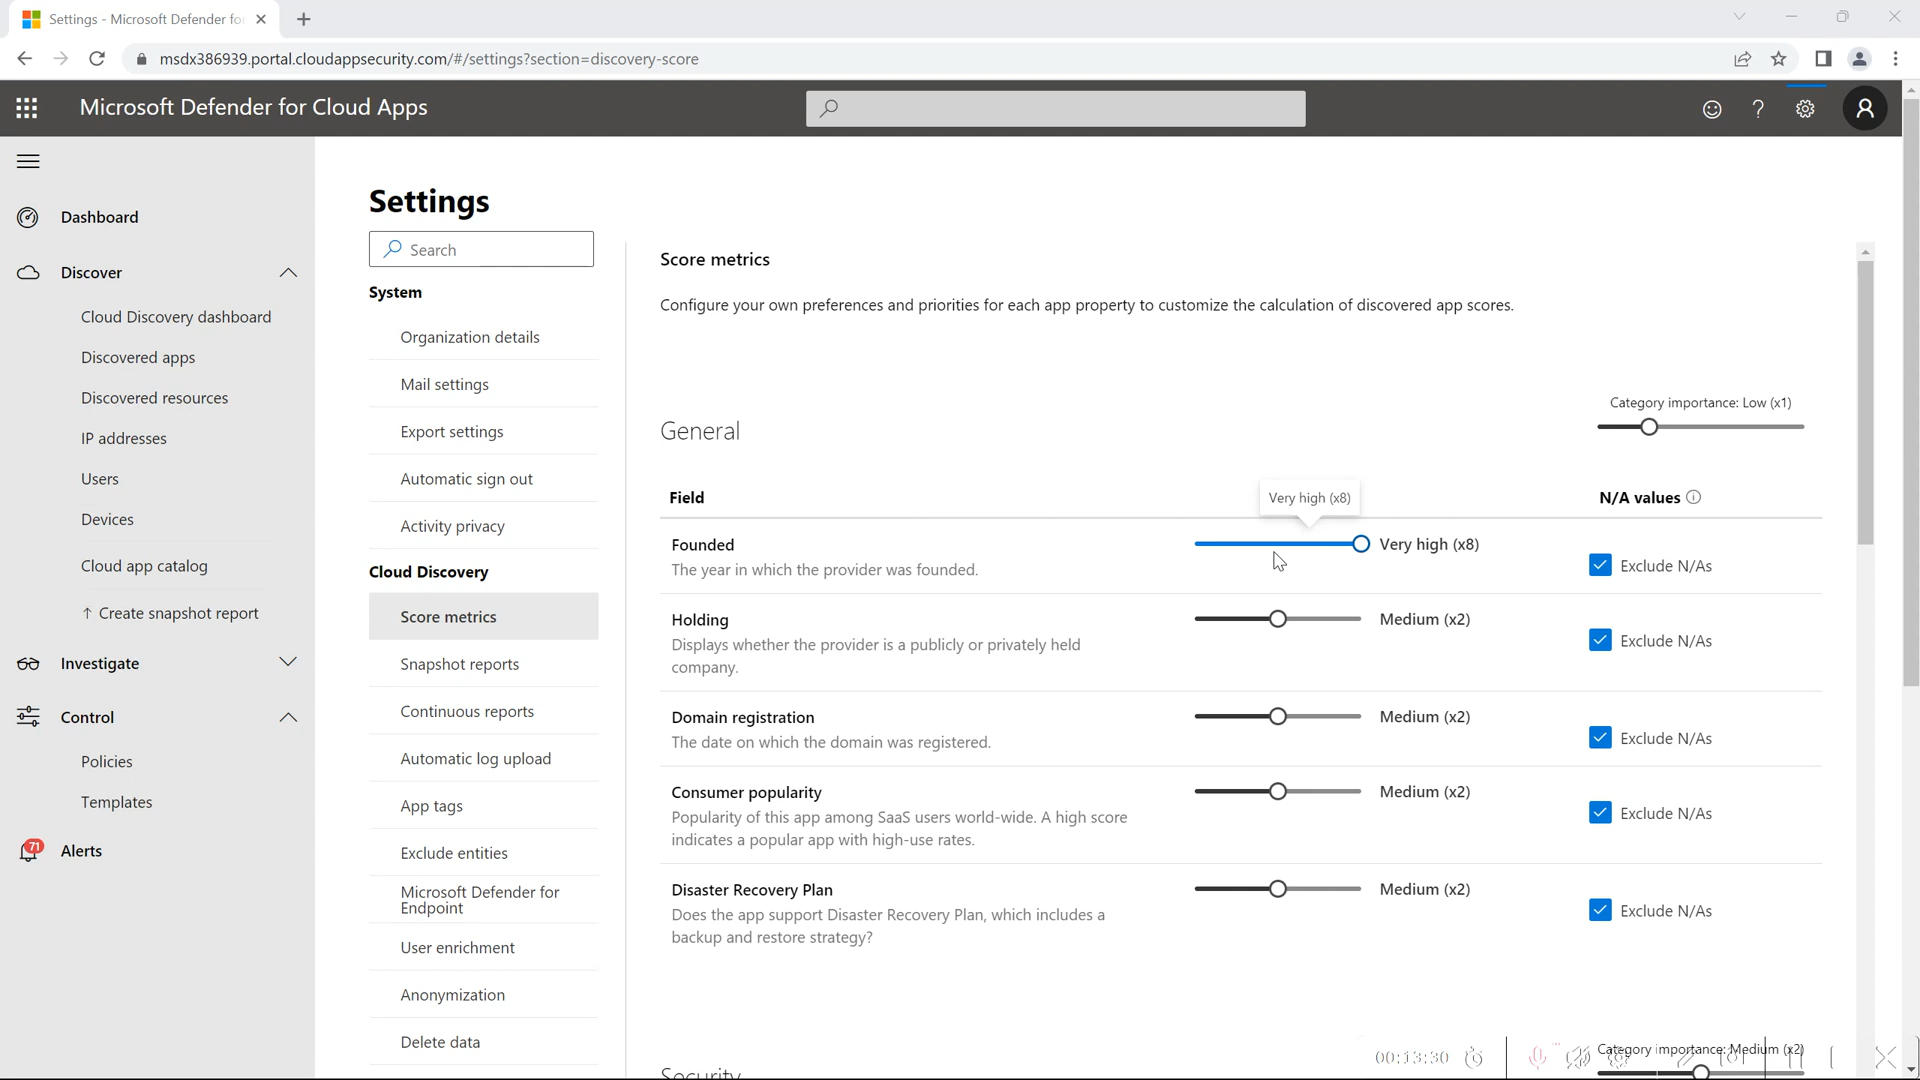 Settings - Microsoft Defender fo
msdx386939.portal.cloudappsecurity.com/#/settings?section=discovery-score
Microsoft Defender for Cloud Apps
Dashboard
Discover
Cloud Discovery dashboard
Discovered apps
Discovered resources
IP addresses
Users
Devices
Cloud app catalog
↑ Create snapshot report
Investigate
Control
Policies
Templates
71
Alerts
Settings
Search
System
Organization details
Mail settings
Export settings
Automatic sign out
Activity privacy
Cloud Discovery
Score metrics
Snapshot reports
Continuous reports
Automatic log upload
App tags
Exclude entities
Microsoft Defender for
Endpoint
User enrichment
Anonymization
Delete data
Score metrics
Configure your own preferences and priorities for each app property to customize the calculation of discovered app scores.
Category importance: Low (x1)
General
Field
Very high (x8)
N/A values
Founded
Very high (x8)
The year in which the provider was founded.
Exclude N/As
Holding
Medium (x2)
Displays whether the provider is a publicly or privately held
company.
Exclude N/As
Domain registration
Medium (x2)
The date on which the domain was registered.
Exclude N/As
Consumer popularity
Medium (x2)
Popularity of this app among SaaS users world-wide. A high score
indicates a popular app with high-use rates.
Exclude N/As
Disaster Recovery Plan
Medium (x2)
Does the app support Disaster Recovery Plan, which includes a
backup and restore strategy?
Exclude N/As
Category importance: Medium (x2)
00:13:30
Security